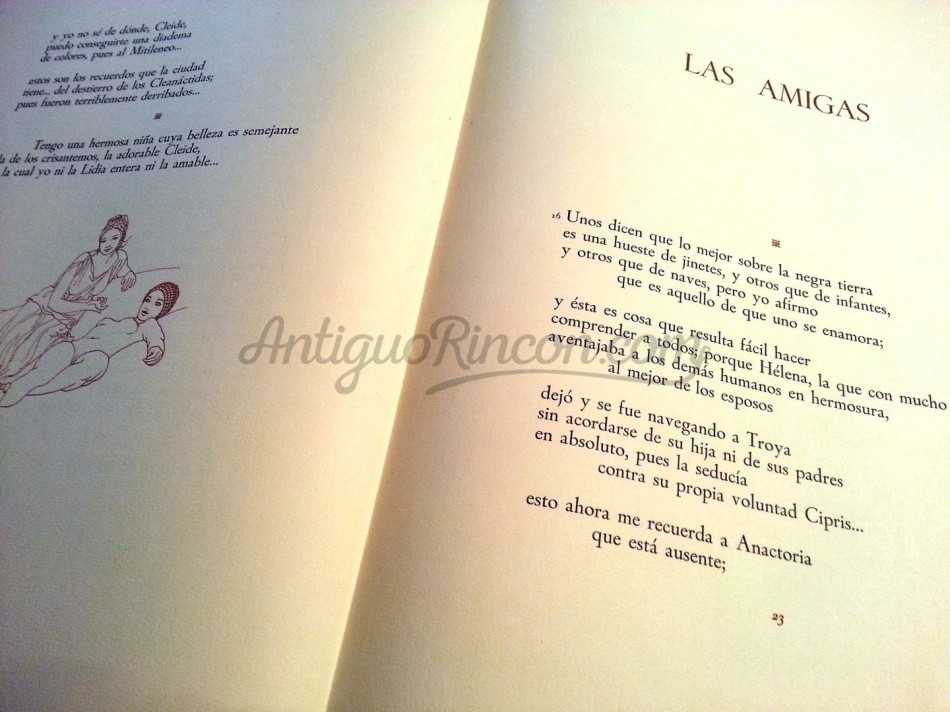 y yo no sé de dónde, Cleide,
puedo conseguirte una diadema
de colores, pues al Mitileneo...
estos son los recuerdos que la ciudad
tiene... del destierro de los Cleanáctidas;
pues fueron terriblemente derribados...
Tengo una hermosa niña cuya belleza es semejante
la de los crisantemos, la adorable Cleide,
la cual yo ni la Lidia entera ni la amable...
LAS AMIGAS
16 Unos dicen que lo mejor sobre la negra tierra
es una hueste de jinetes, y otros que de infantes,
y otros que de naves, pero yo afirmo
que es aquello de que uno se enamora;
y ésta es cosa que resulta fácil hacer
comprender a todos; porque Hélena, la que con mucho
aventajaba a los demás humanos en hermosura,
al mejor de los esposos
dejó y se fue navegando a Troya
sin acordarse de su hija ni de sus padres
en absoluto, pues la seducía
contra su propia voluntad Cipris...
esto ahora me recuerda a Anactoria
que está ausente;
23
AntiguoRincon.com